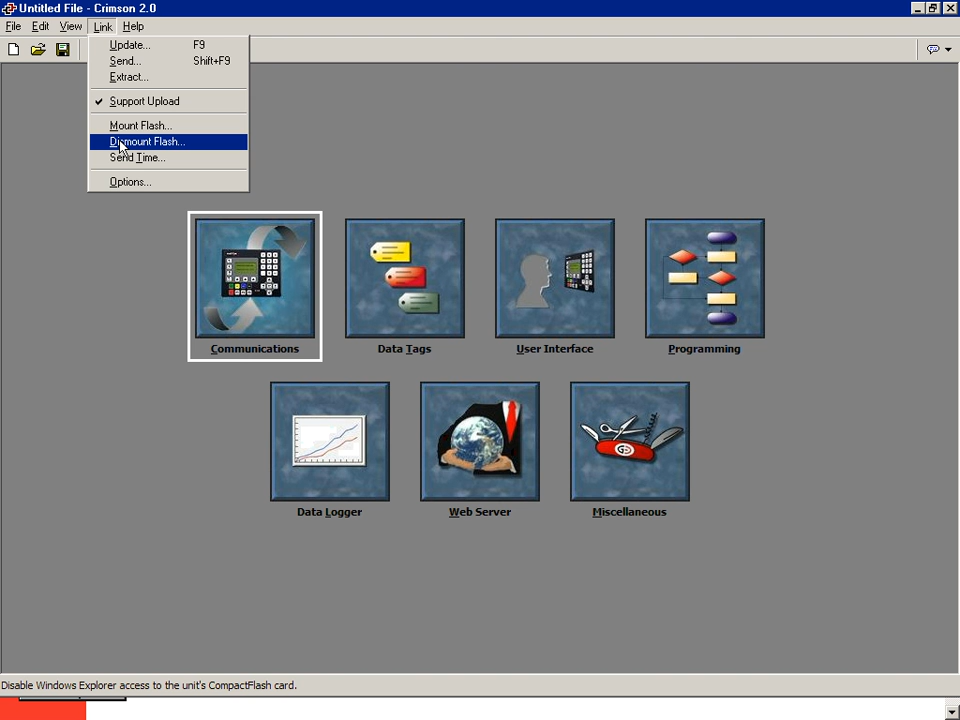 Untitled File - Crimson 2.0
File Edit View Link Help
Update... F9
Send... Shift+F9
Extract...
Support Upload
Mount Flash...
Dismount Flash...
Send Time...
Options...
Communications
Data Tags
User Interface
Programming
Data Logger
Web Server
Miscellaneous
Disable Windows Explorer access to the unit's CompactFlash card.